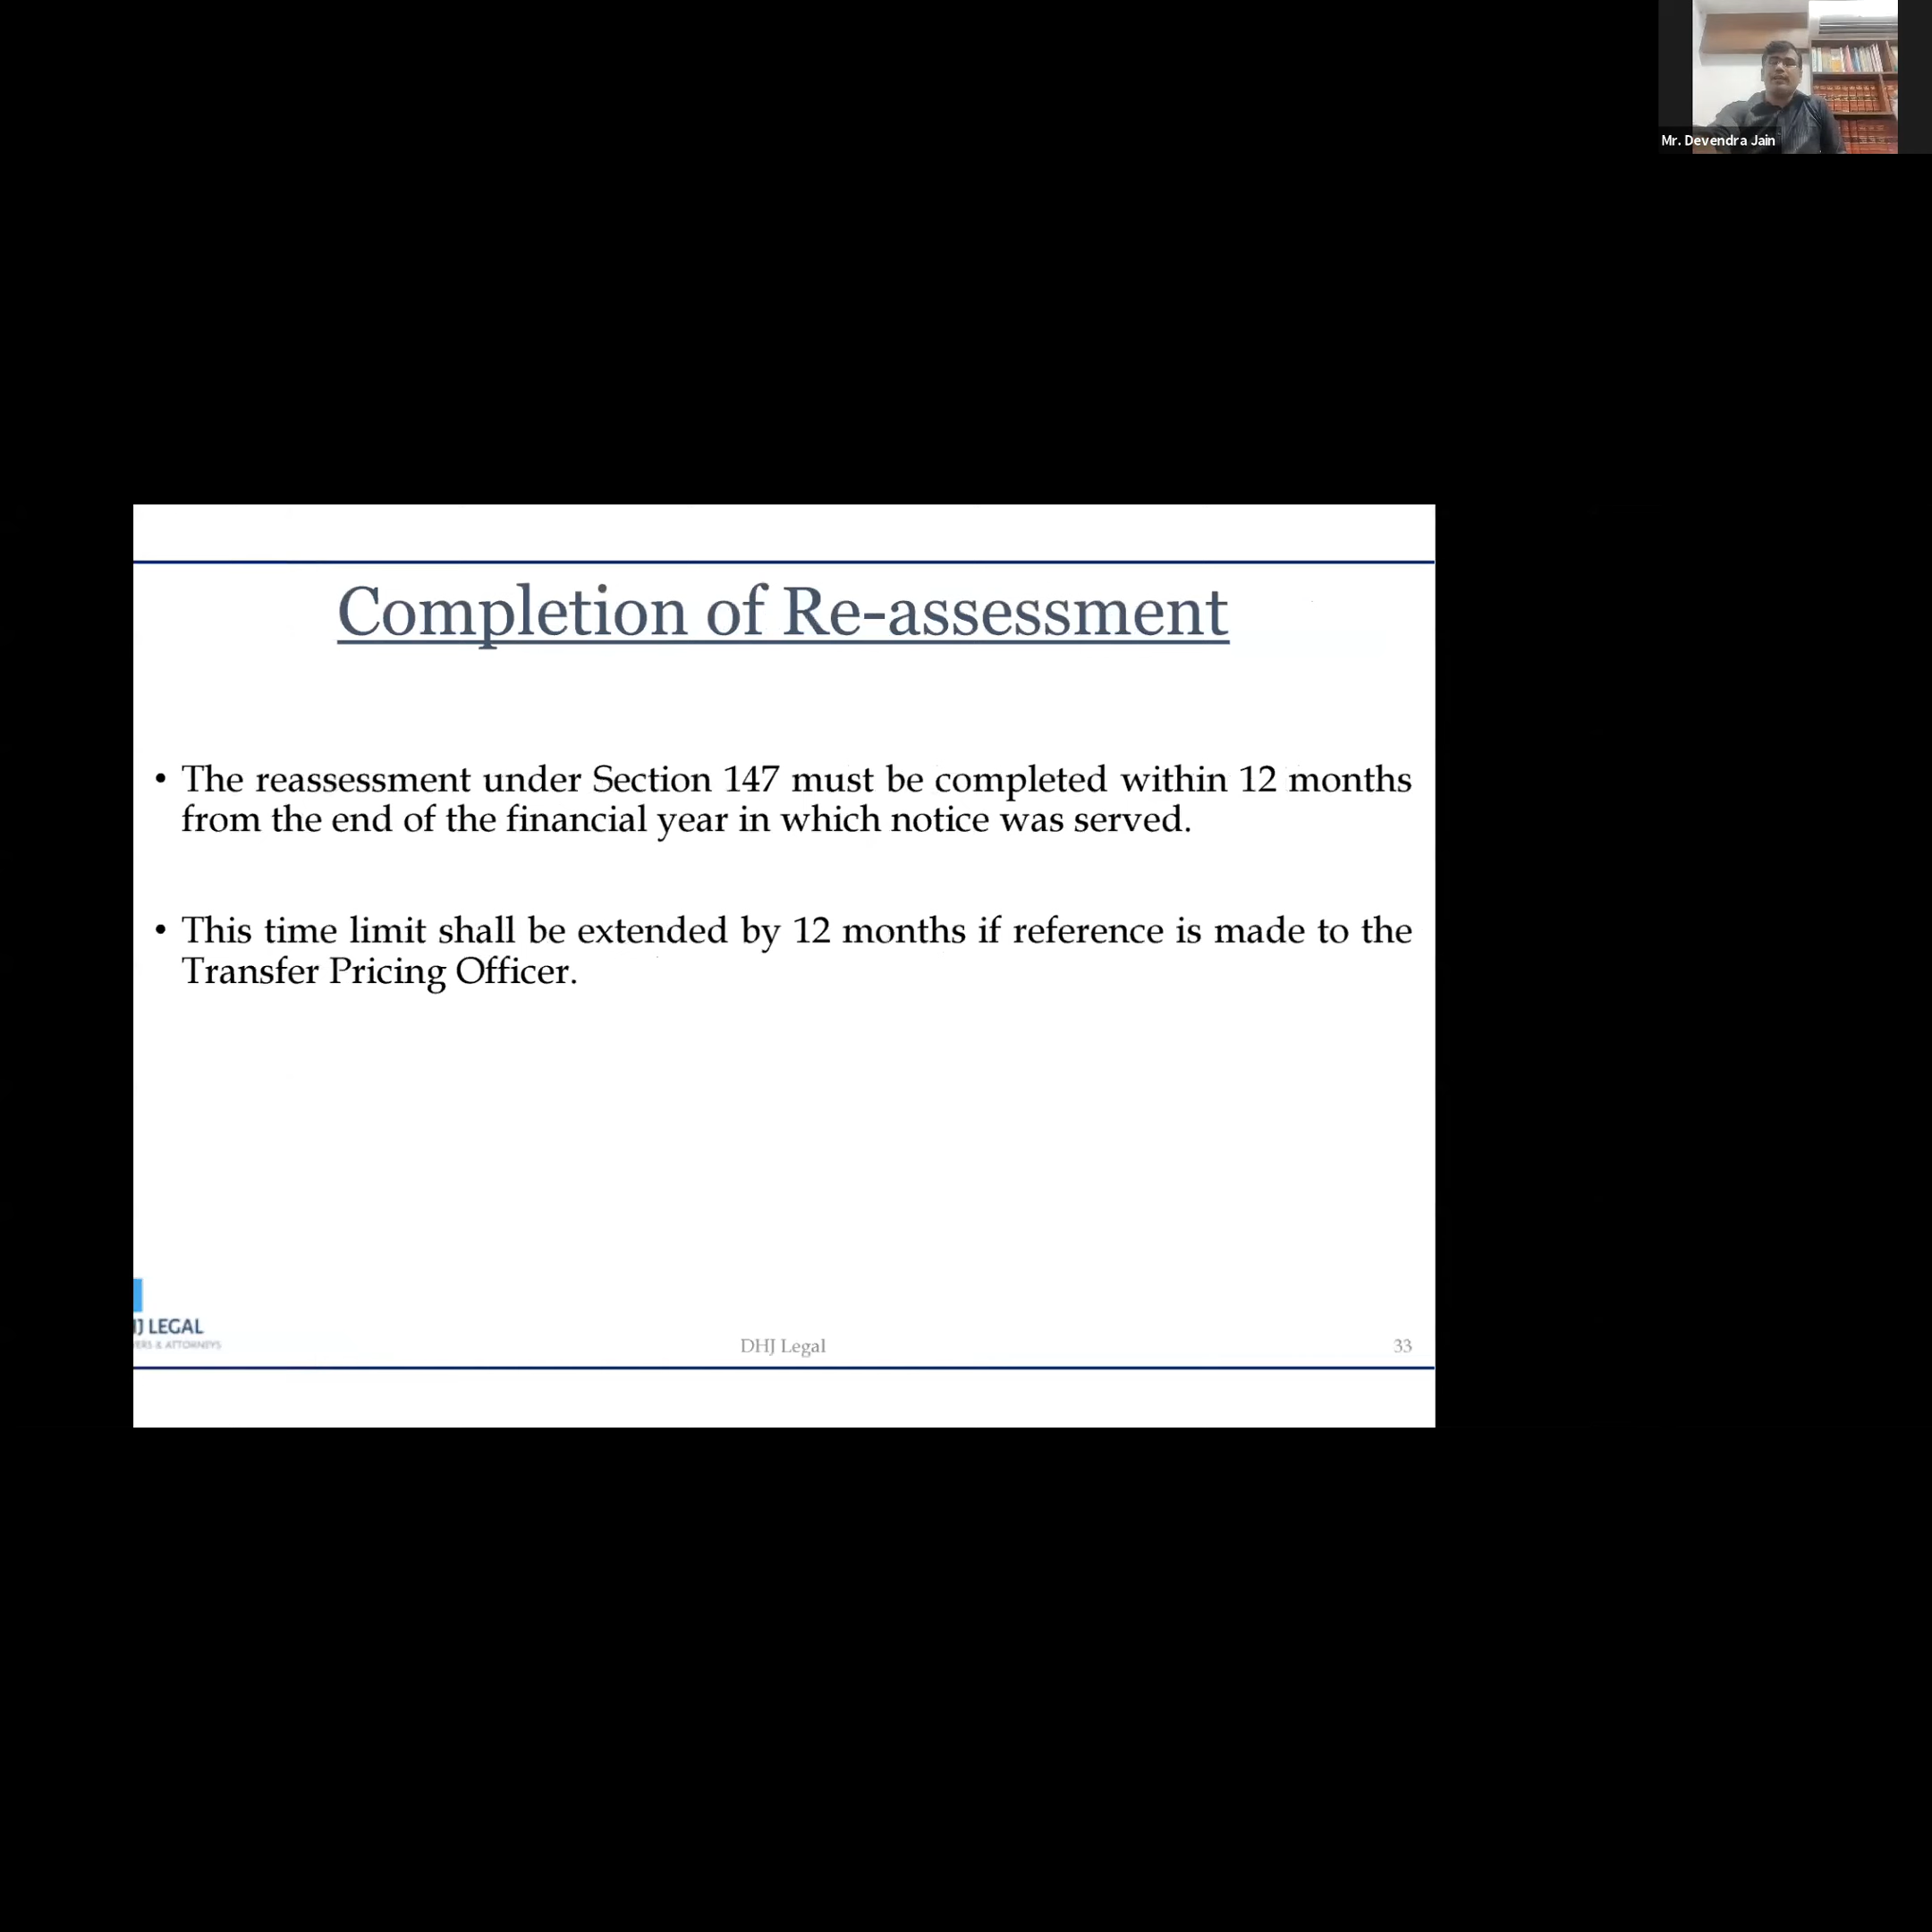 Mr. Devendra Jain
Completion of Re-assessment
• The reassessment under Section 147 must be completed within 12 months
from the end of the financial year in which notice was served.
• This time limit shall be extended by 12 months if reference is made to the
Transfer Pricing Officer.
J LEGAL
ERS & ATTORNEYS
DHJ Legal
33